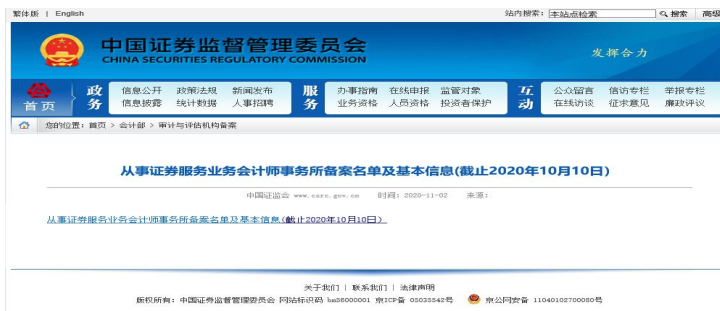 繁体版 | English
站内搜索: 本站点检索 搜索 高级
中国证券监督管理委员会
CHINA SECURITIES REGULATORY COMMISSION
发挥合力
首页
政务 信息公开 政策法规 新闻发布
信息披露 统计数据 人事招聘
服务 办事指南 在线申报 监管对象
业务资格 人员资格 投资者保护
互动 公众留言 信访专栏 举报专栏
在线访谈 征求意见 廉政评议
您的位置: 首页 > 会计部 > 审计与评估机构备案
从事证券服务业务会计师事务所备案名单及基本信息(截止2020年10月10日)
中国证监会 www.csrc.gov.cn 时间: 2020-11-02 来源:
从事证券服务业务会计师事务所备案名单及基本信息(截止2020年10月10日)
关于我们 | 联系我们 | 法律声明
版权所有: 中国证券监督管理委员会 网站标识码 bm56000001 京ICP备 05035542号 京公网安备 11040102700080号